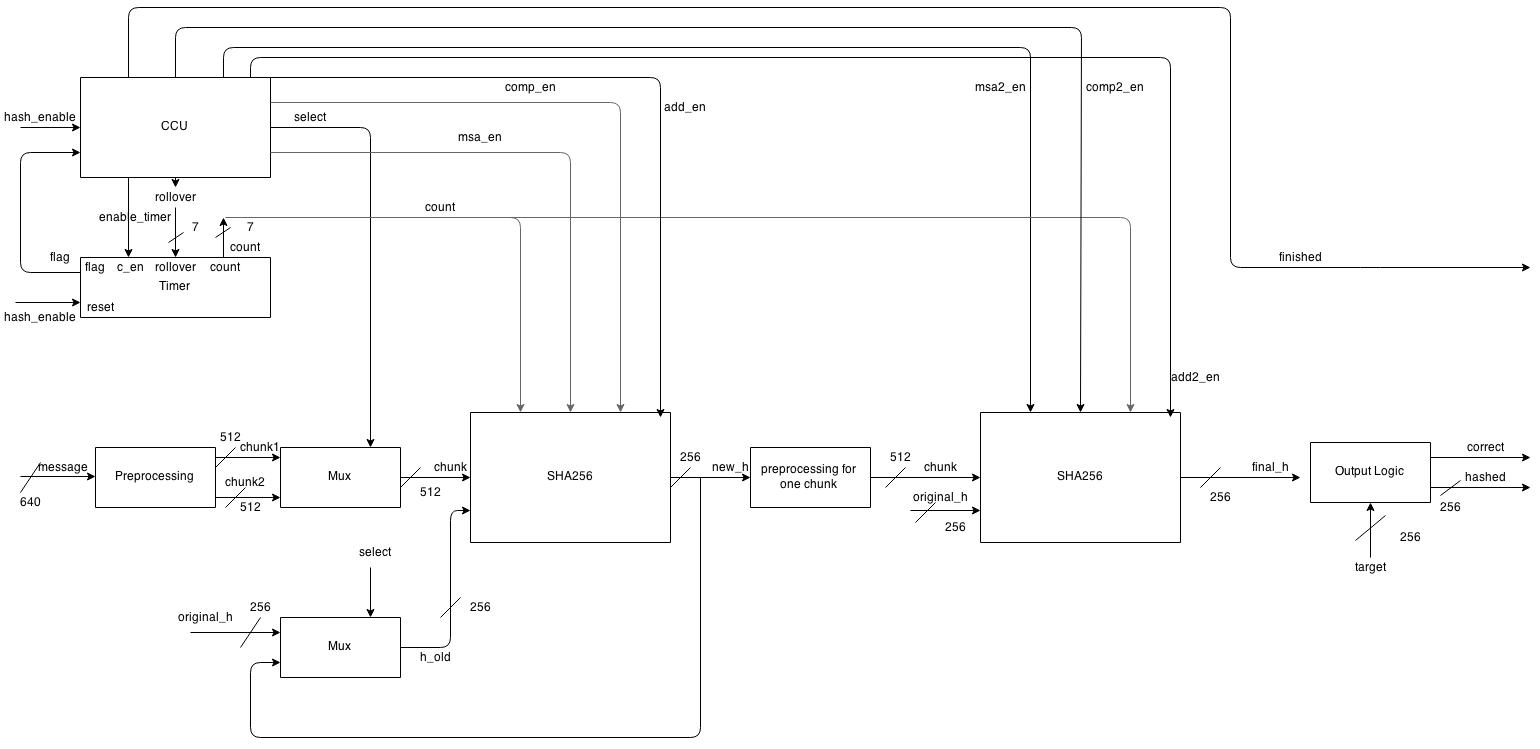 comp_en
msa2_en
comp2_en
add_en
hash_enable
select
CCU
msa_en
rollover
count
enable_timer
7
7
count
flag
finished
flag
c_en
rollover
count
Timer
reset
hash_enable
add2_en
512
chunk1
correct
message
Preprocessing
chunk2
512
640
Mux
chunk
512
SHA256
256
new_h
preprocessing for
one chunk
512
chunk
original_h
256
SHA256
final_h
256
Output Logic
hashed
256
256
target
select
original_h
256
Mux
h_old
256